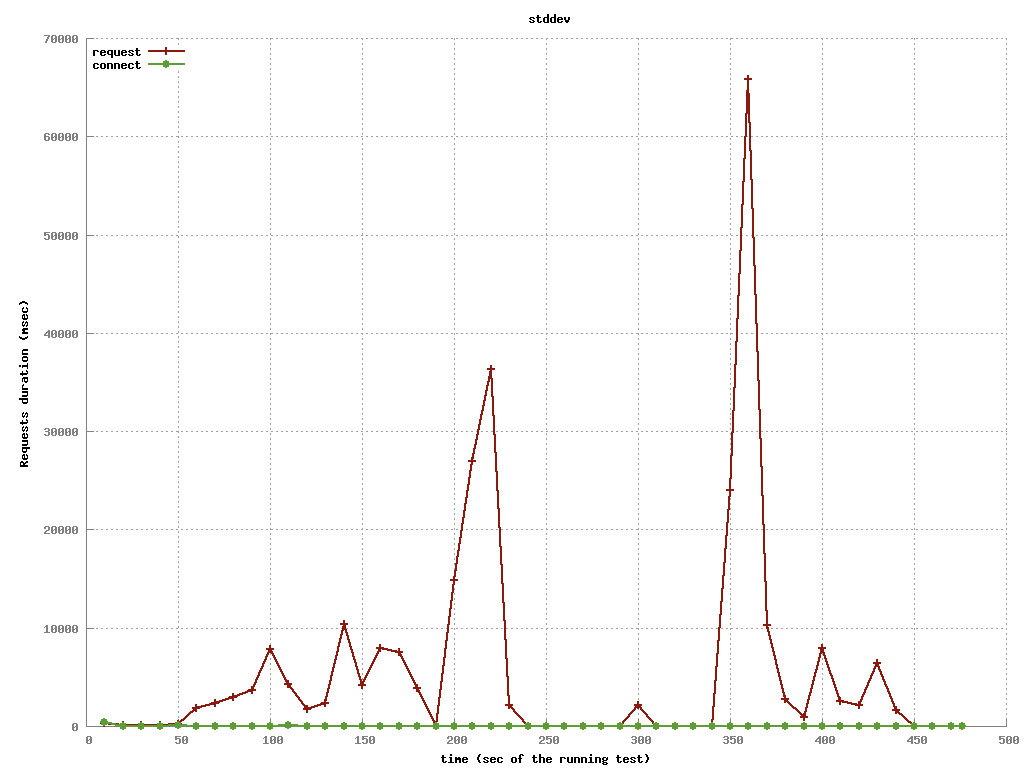 stddev
70000
request
connect
60000
50000
40000
30000
20000
10000
0
Requests duration (msec)
0 50 100 150 200 250 300 350 400 450 500
time (sec of the running test)